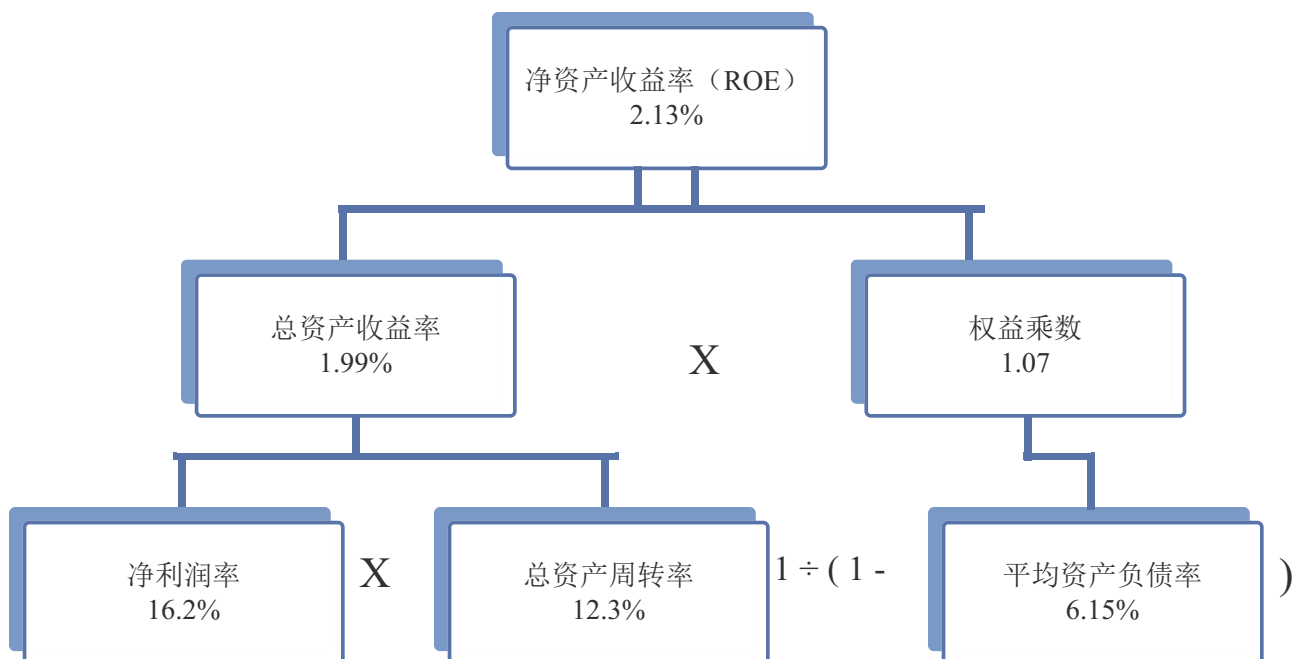 净资产收益率（ROE）
2.13%
总资产收益率
1.99%
X
权益乘数
1.07
净利润率
16.2%
X
总资产周转率
12.3%
1 ÷ ( 1 -
平均资产负债率
6.15%
)